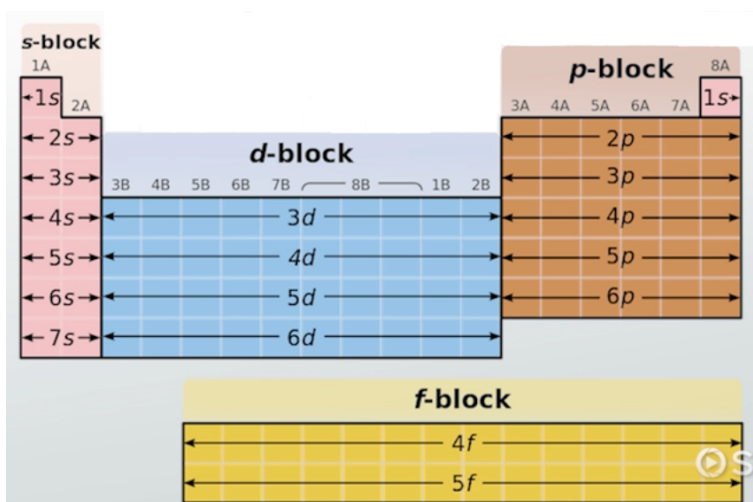 s-block
p-block
1A
8A
1s
1s
2A
3A 4A 5A 6A 7A
2s
2p
d-block
3s
3B 4B 5B 6B 7B 8B 1B 2B
3p
4s
3d
4p
5s
4d
5p
6s
5d
6p
7s
6d
f-block
4f
S
5f